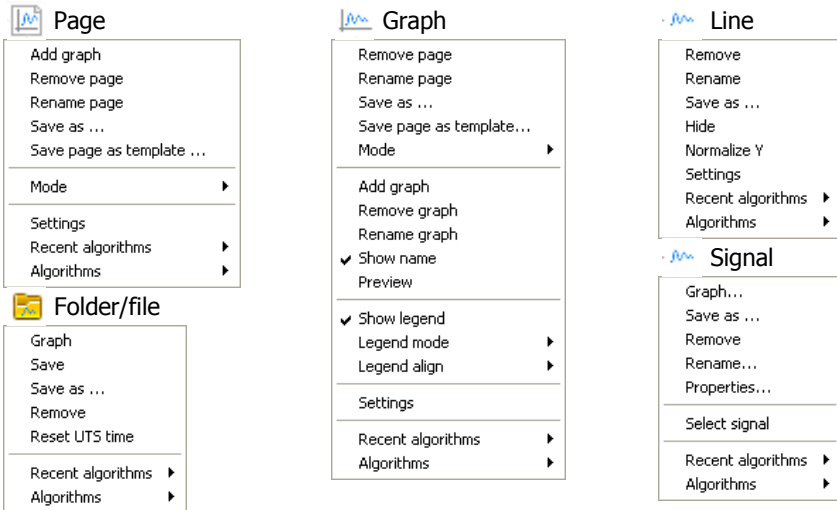 Page
Add graph
Remove page
Rename page
Save as ...
Save page as template ...
Mode
Settings
Recent algorithms
Algorithms
Folder/file
Graph
Save
Save as ...
Remove
Reset UTS time
Recent algorithms
Algorithms
Graph
Remove page
Rename page
Save as ...
Save page as template...
Mode
Add graph
Remove graph
Rename graph
Show name
Preview
Show legend
Legend mode
Legend align
Settings
Recent algorithms
Algorithms
Line
Remove
Rename
Save as ...
Hide
Normalize Y
Settings
Recent algorithms
Algorithms
Signal
Graph...
Save as ...
Remove
Rename...
Properties...
Select signal
Recent algorithms
Algorithms